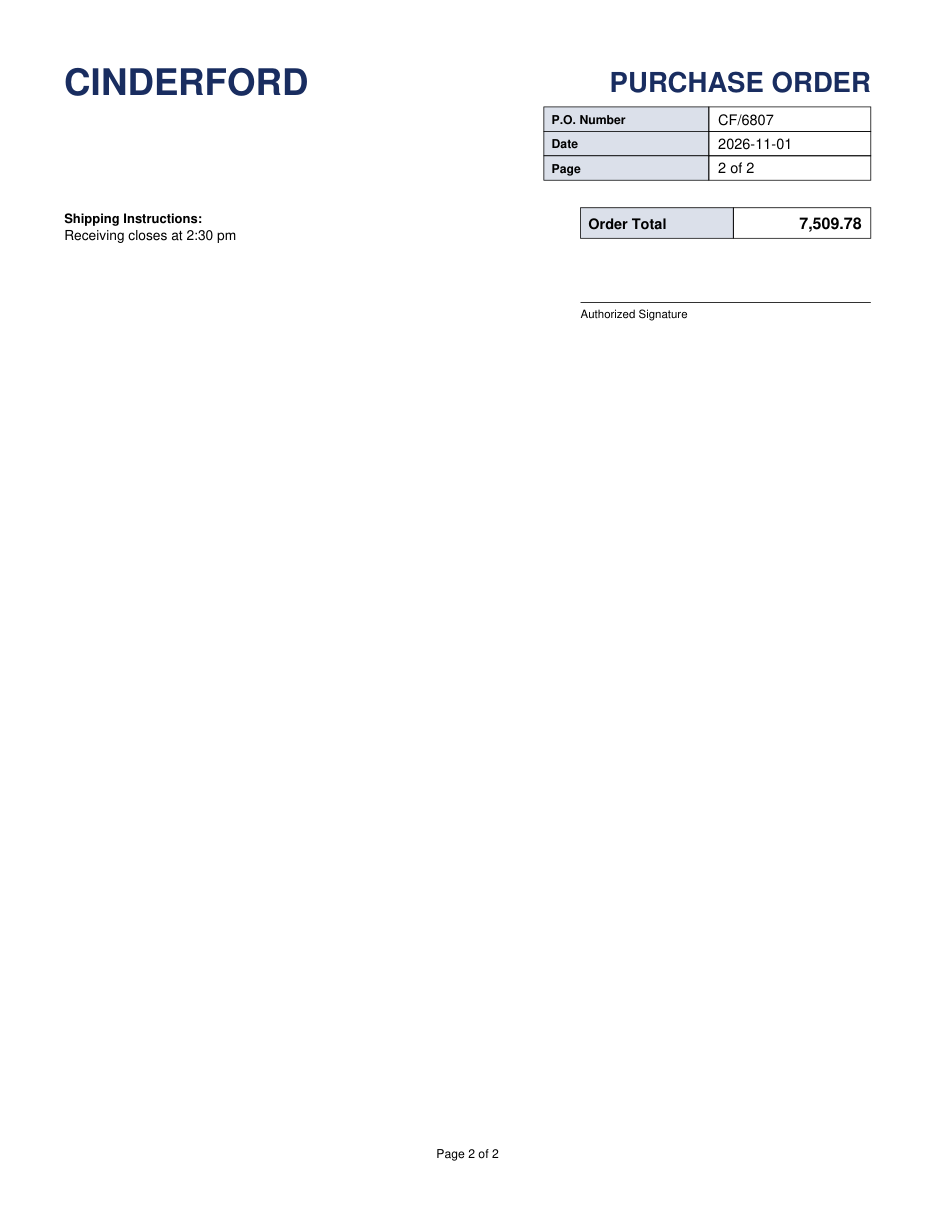 CINDERFORD
PURCHASE ORDER
P.O. Number CF/6807
Date 2026-11-01
Page 2 of 2
Shipping Instructions:
Receiving closes at 2:30 pm
Order Total 7,509.78
Authorized Signature
Page 2 of 2